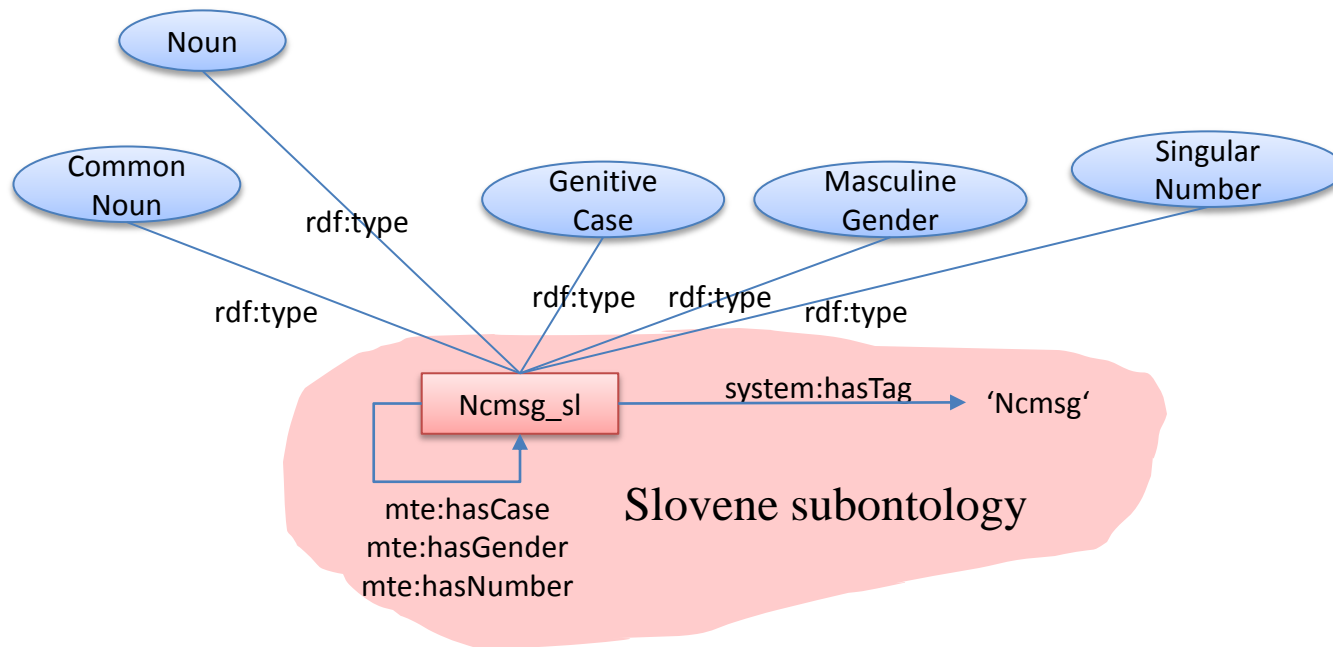 Noun
Common
Noun
Genitive
Case
Masculine
Gender
Singular
Number
rdf:type
rdf:type
rdf:type
rdf:type
rdf:type
Ncmsg_sl
system:hasTag
‘Ncmsg‘
mte:hasCase
mte:hasGender
mte:hasNumber
Slovene subontology